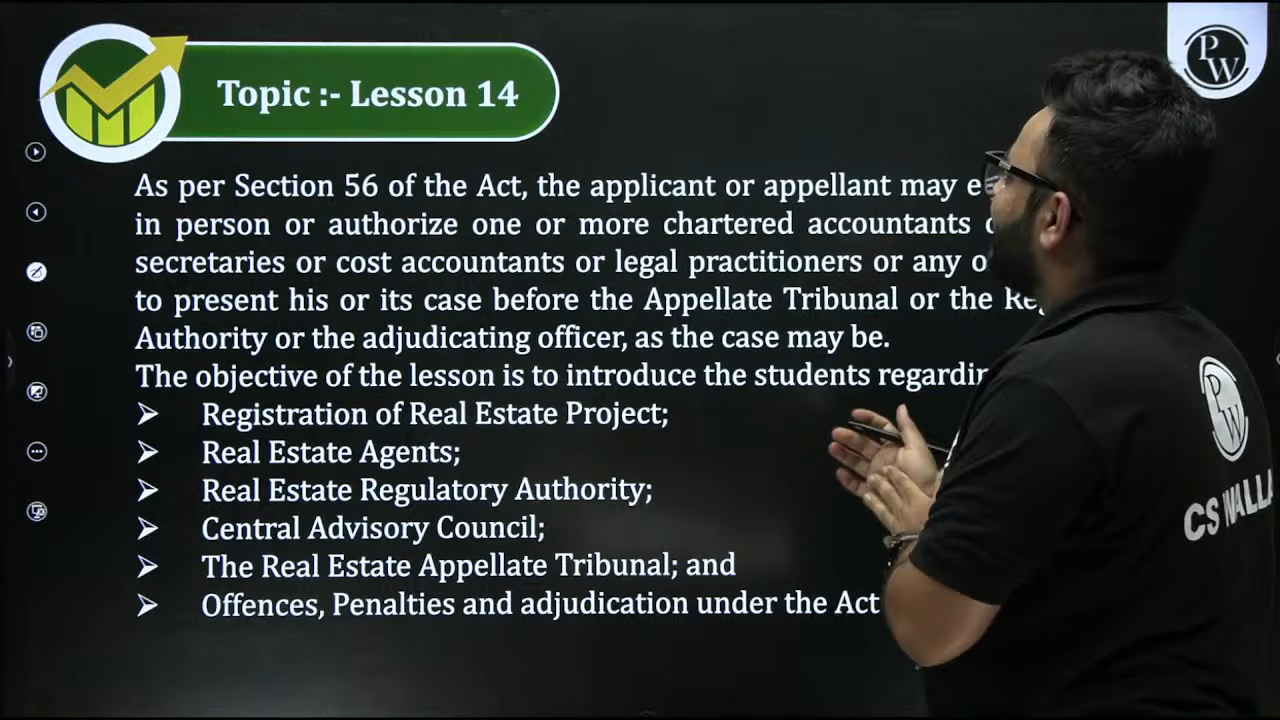 Topic :- Lesson 14
PW
As per Section 56 of the Act, the applicant or appellant may
in person or authorize one or more chartered accountants
secretaries or cost accountants or legal practitioners or any
to present his or its case before the Appellate Tribunal or the
Authority or the adjudicating officer, as the case may be.
The objective of the lesson is to introduce the students
➢ Registration of Real Estate Project;
➢ Real Estate Agents;
➢ Real Estate Regulatory Authority;
➢ Central Advisory Council;
➢ The Real Estate Appellate Tribunal; and
➢ Offences, Penalties and adjudication under the Act
PW
CS WALLA